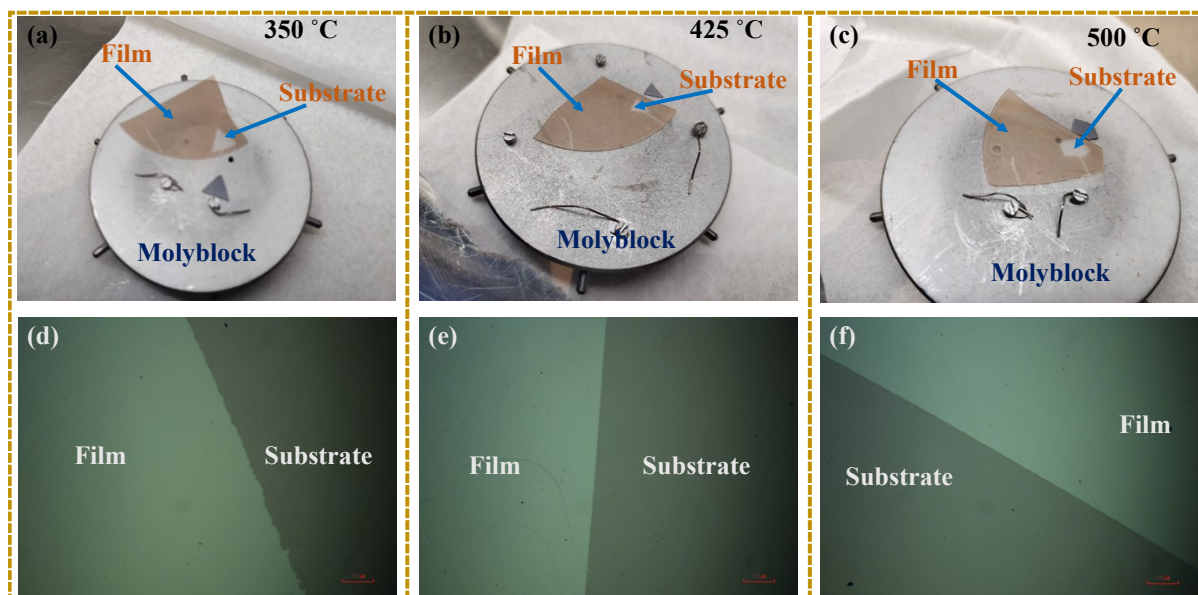 (a)
350 ˚C
Film
Substrate
Molyblock
(b)
425 ˚C
Film
Substrate
Molyblock
(c)
500 ˚C
Film
Substrate
Molyblock
(d)
Film
Substrate
(e)
Film
Substrate
(f)
Film
Substrate